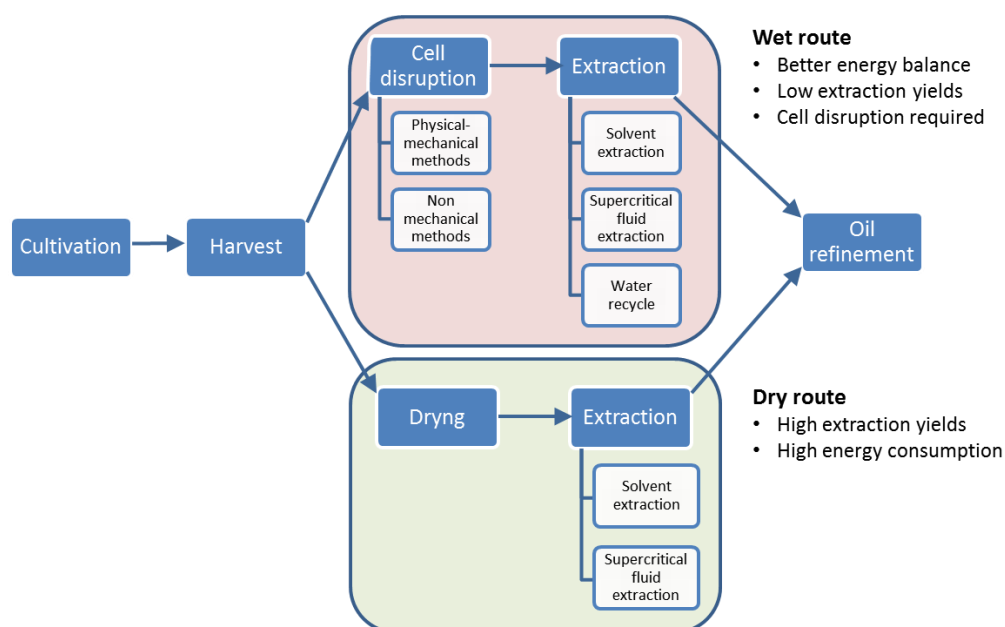 Cultivation
Harvest
Cell
disruption
Physical-
mechanical
methods
Non
mechanical
methods
Extraction
Solvent
extraction
Supercritical
fluid
extraction
Water
recycle
Wet route
• Better energy balance
• Low extraction yields
• Cell disruption required
Oil
refinement
Dryng
Extraction
Solvent
extraction
Supercritical
fluid
extraction
Dry route
• High extraction yields
• High energy consumption